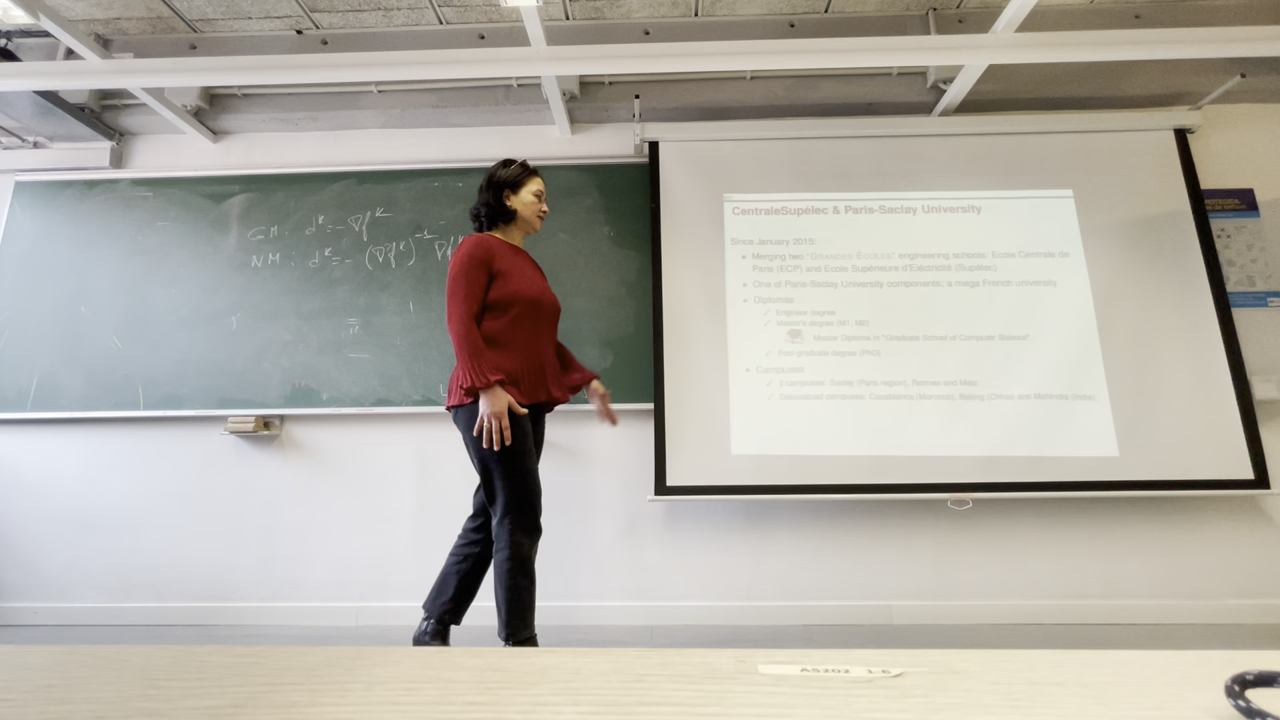 GM: d^k = -∇f^k
NM: d^k = - (∇²f^k)^-1 ∇f^k
CentraleSupélec & Paris-Saclay University
Since January 2015:
• Merging two "GRANDES ÉCOLES" engineering schools: Ecole Centrale de
Paris (ECP) and Ecole Supérieure d'Electricité (Supélec)
• One of Paris-Saclay University components; a mega French university
• Diplomas
✓ Engineer degree
✓ Master's degree (M1, M2)
Master Diploma in "Graduate School of Computer Science"
✓ Post-graduate degree (PhD)
• Campuses
✓ campuses: Saclay (Paris region), Rennes and Metz
✓ campuses: Casablanca (Morocco), Beijing (China) and Mahindra (India)
PROTEGIDA
A5202 1-6